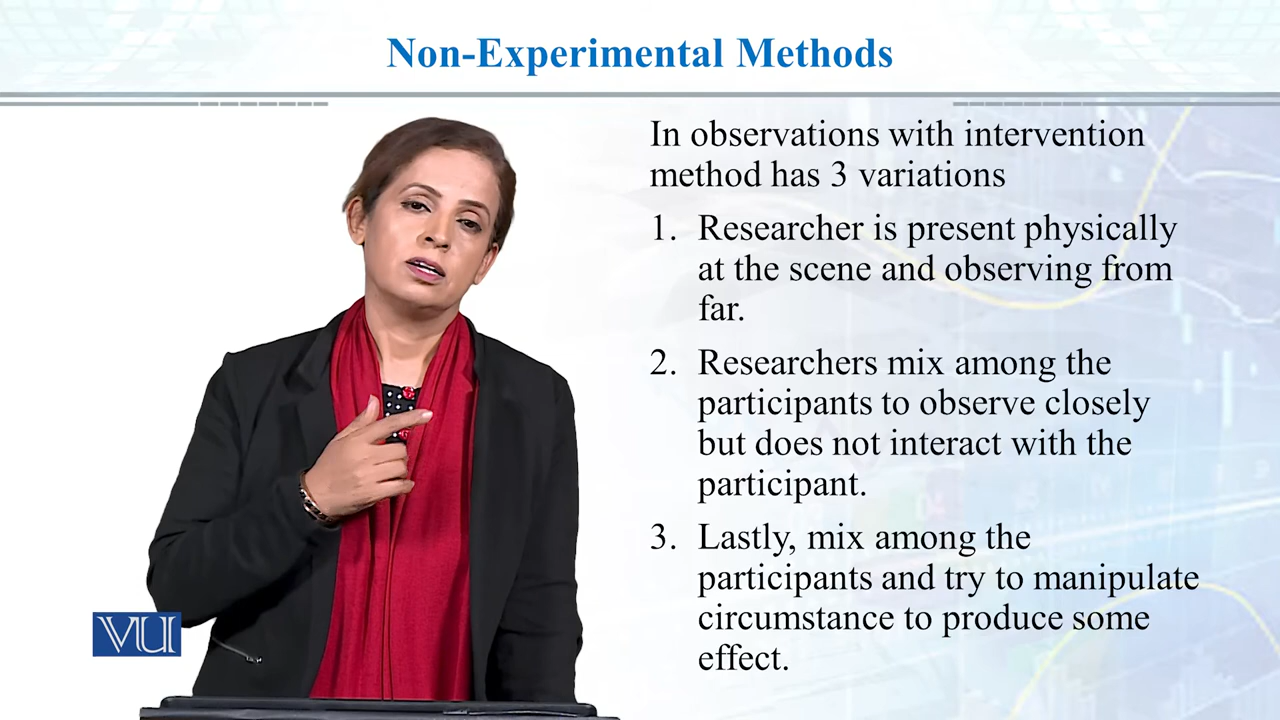 Non-Experimental Methods
In observations with intervention
method has 3 variations
1. Researcher is present physically
at the scene and observing from
far.
2. Researchers mix among the
participants to observe closely
but does not interact with the
participant.
3. Lastly, mix among the
participants and try to manipulate
circumstance to produce some
effect.
VU